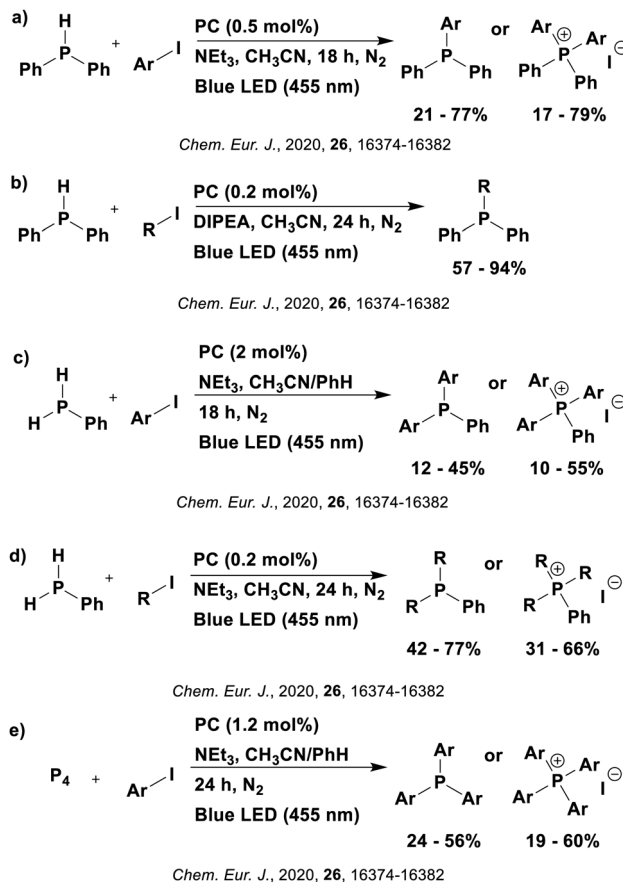 a)
H
P
Ph Ph
+
Ar I
PC (0.5 mol%)
NEt3, CH3CN, 18 h, N2
Blue LED (455 nm)
Ar
P
Ph Ph
or
Ar ⊕ Ar
P
Ph Ph
I ⊖
21 - 77% 17 - 79%
Chem. Eur. J., 2020, 26, 16374-16382
b)
H
P
Ph Ph
+
R I
PC (0.2 mol%)
DIPEA, CH3CN, 24 h, N2
Blue LED (455 nm)
R
P
Ph Ph
57 - 94%
Chem. Eur. J., 2020, 26, 16374-16382
c)
H
P
H Ph
+
Ar I
PC (2 mol%)
NEt3, CH3CN/PhH
18 h, N2
Blue LED (455 nm)
Ar
P
Ar Ph
or
Ar ⊕ Ar
P
Ar Ph
I ⊖
12 - 45% 10 - 55%
Chem. Eur. J., 2020, 26, 16374-16382
d)
H
P
H Ph
+
R I
PC (0.2 mol%)
NEt3, CH3CN, 24 h, N2
Blue LED (455 nm)
R
P
R Ph
or
R ⊕ R
P
R Ph
I ⊖
42 - 77% 31 - 66%
Chem. Eur. J., 2020, 26, 16374-16382
e)
P4
+
Ar I
PC (1.2 mol%)
NEt3, CH3CN/PhH
24 h, N2
Blue LED (455 nm)
Ar
P
Ar Ar
or
Ar ⊕ Ar
P
Ar Ar
I ⊖
24 - 56% 19 - 60%
Chem. Eur. J., 2020, 26, 16374-16382